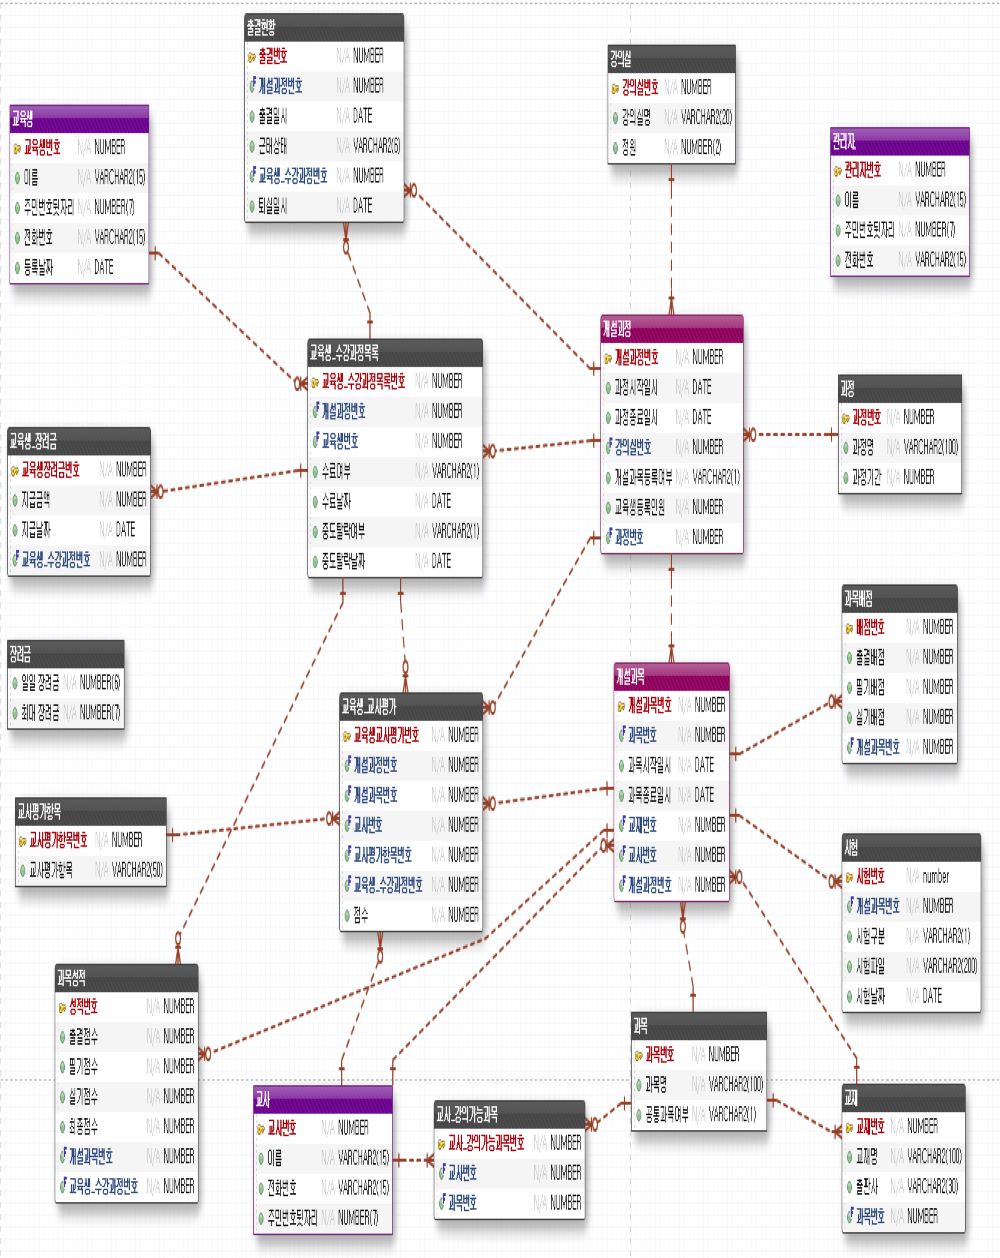 출결현황
출결번호 N/A NUMBER
개설과정번호 N/A NUMBER
출결일시 N/A DATE
근태상태 N/A VARCHAR2(6)
교육생_수강과정번호 N/A NUMBER
퇴실일시 N/A DATE
강의실
강의실번호 N/A NUMBER
강의실명 N/A VARCHAR2(20)
정원 N/A NUMBER(2)
교육생
교육생번호 N/A NUMBER
이름 N/A VARCHAR2(15)
주민번호뒷자리 N/A NUMBER(7)
전화번호 N/A VARCHAR2(15)
등록날짜 N/A DATE
관리자
관리자번호 N/A NUMBER
이름 N/A VARCHAR2(15)
주민번호뒷자리 N/A NUMBER(7)
전화번호 N/A VARCHAR2(15)
교육생_수강과정목록
교육생_수강과정목록번호 N/A NUMBER
개설과정번호 N/A NUMBER
교육생번호 N/A NUMBER
수료여부 N/A VARCHAR2(1)
수료날짜 N/A DATE
중도탈락여부 N/A VARCHAR2(1)
중도탈락날짜 N/A DATE
개설과정
개설과정번호 N/A NUMBER
과정시작일시 N/A DATE
과정종료일시 N/A DATE
강의실번호 N/A NUMBER
개설과목등록여부 N/A VARCHAR2(1)
교육생등록인원 N/A NUMBER
과정번호 N/A NUMBER
과정
과정번호 N/A NUMBER
과정명 N/A VARCHAR2(100)
과정기간 N/A NUMBER
교육생_장려금
교육생장려금번호 N/A NUMBER
지급금액 N/A NUMBER
지급날짜 N/A DATE
교육생_수강과정번호 N/A NUMBER
장려금
일일 장려금 N/A NUMBER(6)
최대 장려금 N/A NUMBER(7)
과목배점
배점번호 N/A NUMBER
출결배점 N/A NUMBER
필기배점 N/A NUMBER
실기배점 N/A NUMBER
개설과목번호 N/A NUMBER
개설과목
개설과목번호 N/A NUMBER
과목번호 N/A NUMBER
과목시작일시 N/A DATE
과목종료일시 N/A DATE
교재번호 N/A NUMBER
교사번호 N/A NUMBER
개설과정번호 N/A NUMBER
교육생_교사평가
교육생교사평가번호 N/A NUMBER
개설과정번호 N/A NUMBER
개설과목번호 N/A NUMBER
교사번호 N/A NUMBER
교사평가항목번호 N/A NUMBER
교육생_수강과정번호 N/A NUMBER
점수 N/A NUMBER
교사평가항목
교사평가항목번호 N/A NUMBER
교사평가항목 N/A VARCHAR2(50)
시험
시험번호 N/A number
개설과목번호 N/A NUMBER
시험구분 N/A VARCHAR2(1)
시험파일 N/A VARCHAR2(200)
시험날짜 N/A DATE
과목성적
성적번호 N/A NUMBER
출결점수 N/A NUMBER
필기점수 N/A NUMBER
실기점수 N/A NUMBER
최종점수 N/A NUMBER
개설과목번호 N/A NUMBER
교육생_수강과정번호 N/A NUMBER
과목
과목번호 N/A NUMBER
과목명 N/A VARCHAR2(100)
공통과목여부 N/A VARCHAR2(1)
교사
교사번호 N/A NUMBER
이름 N/A VARCHAR2(15)
전화번호 N/A VARCHAR2(15)
주민번호뒷자리 N/A NUMBER(7)
교사_강의가능과목
교사_강의가능과목번호 N/A NUMBER
교사번호 N/A NUMBER
과목번호 N/A NUMBER
교재
교재번호 N/A NUMBER
교재명 N/A VARCHAR2(100)
출판사 N/A VARCHAR2(30)
과목번호 N/A NUMBER